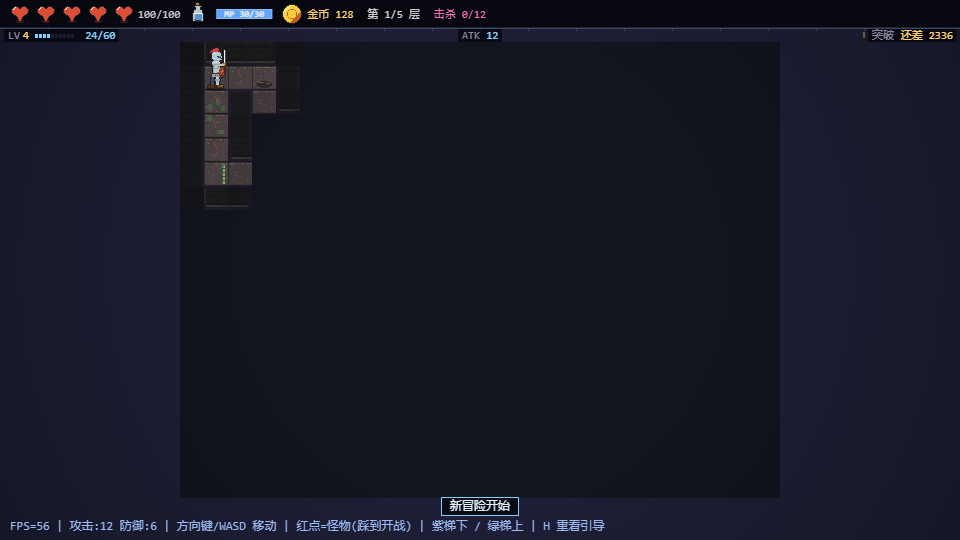 100/100 MP 30/30 金币 128 第 1/5 层 击杀 0/12
LV 4 24/60 ATK 12 突破 还差 2336
新冒险开始
FPS=56 | 攻击:12 防御:6 | 方向键/WASD 移动 | 红点=怪物(踩到开战) | 紫梯下 / 绿梯上 | H 重看引导